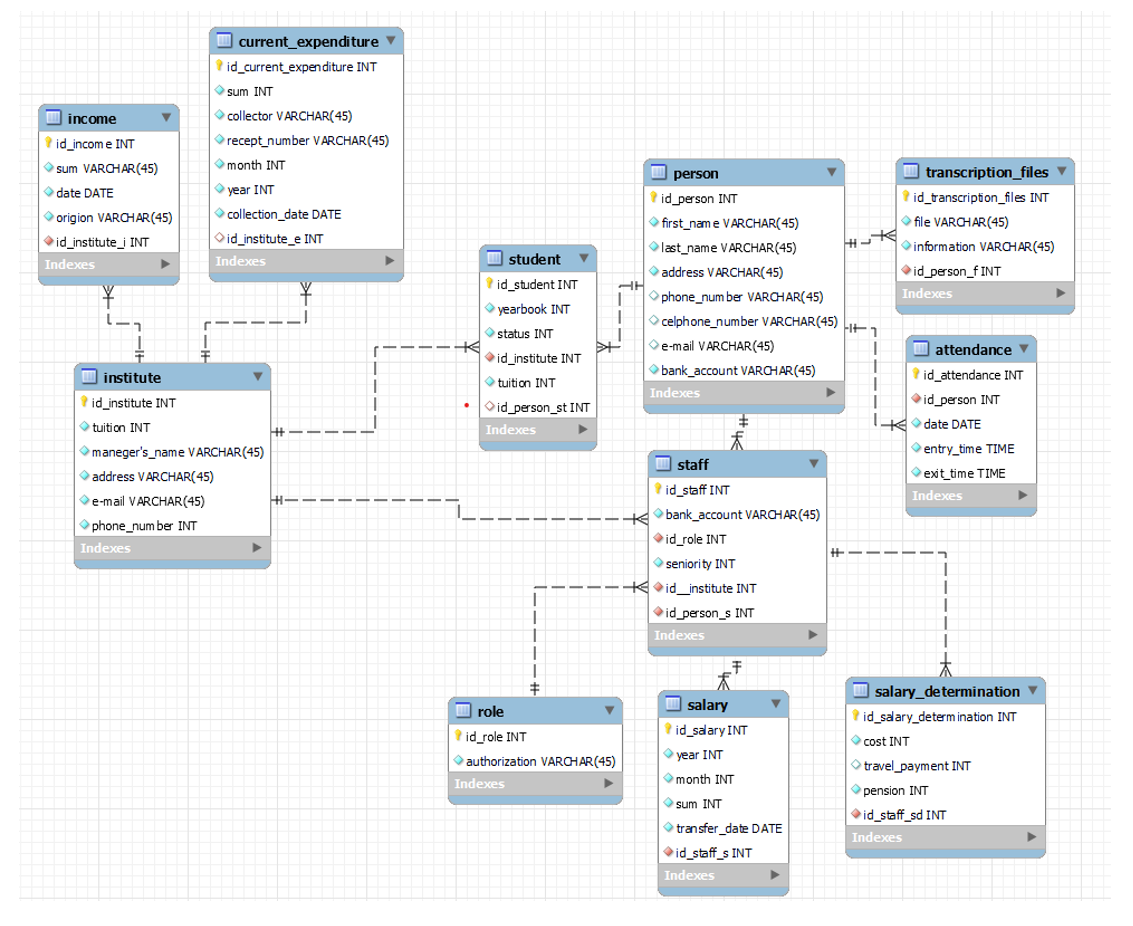 current_expenditure
id_current_expenditure INT
sum INT
collector VARCHAR(45)
recept_number VARCHAR(45)
month INT
year INT
collection_date DATE
id_institute_e INT
Indexes
income
id_income INT
sum VARCHAR(45)
date DATE
origion VARCHAR(45)
id_institute_i INT
Indexes
person
id_person INT
first_name VARCHAR(45)
last_name VARCHAR(45)
address VARCHAR(45)
phone_number VARCHAR(45)
celphone_number VARCHAR(45)
e-mail VARCHAR(45)
bank_account VARCHAR(45)
Indexes
transcription_files
id_transcription_files INT
file VARCHAR(45)
information VARCHAR(45)
id_person_f INT
Indexes
student
id_student INT
yearbook INT
status INT
id_institute INT
tuition INT
id_person_st INT
Indexes
attendance
id_attendance INT
id_person INT
date DATE
entry_time TIME
exit_time TIME
Indexes
institute
id_institute INT
tuition INT
maneger's_name VARCHAR(45)
address VARCHAR(45)
e-mail VARCHAR(45)
phone_number INT
Indexes
staff
id_staff INT
bank_account VARCHAR(45)
id_role INT
seniority INT
id__institute INT
id_person_s INT
Indexes
role
id_role INT
authorization VARCHAR(45)
Indexes
salary
id_salary INT
year INT
month INT
sum INT
transfer_date DATE
id_staff_s INT
Indexes
salary_determination
id_salary_determination INT
cost INT
travel_payment INT
pension INT
id_staff_sd INT
Indexes